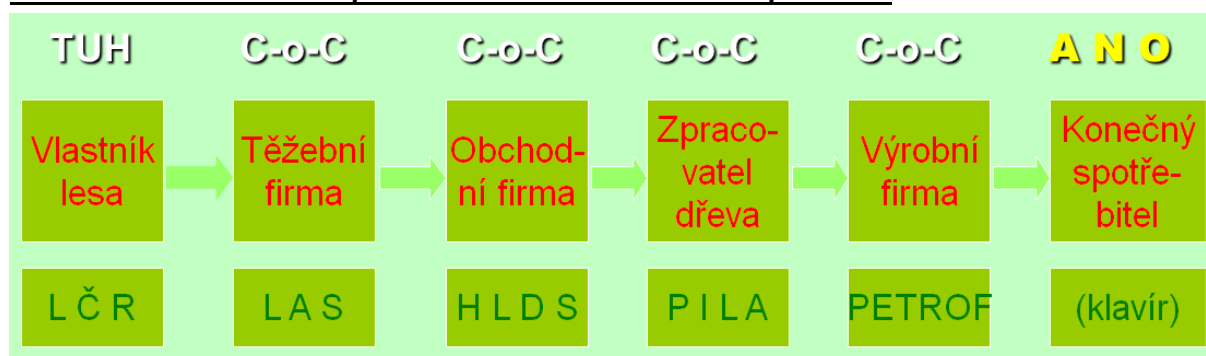 TUH C-o-C C-o-C C-o-C C-o-C A N O
Vlastník
lesa
Těžební
firma
Obchod-
ní firma
Zpraco-
vatel
dřeva
Výrobní
firma
Konečný
spotře-
bitel
L Č R L A S H L D S P I L A PETROF (klavír)